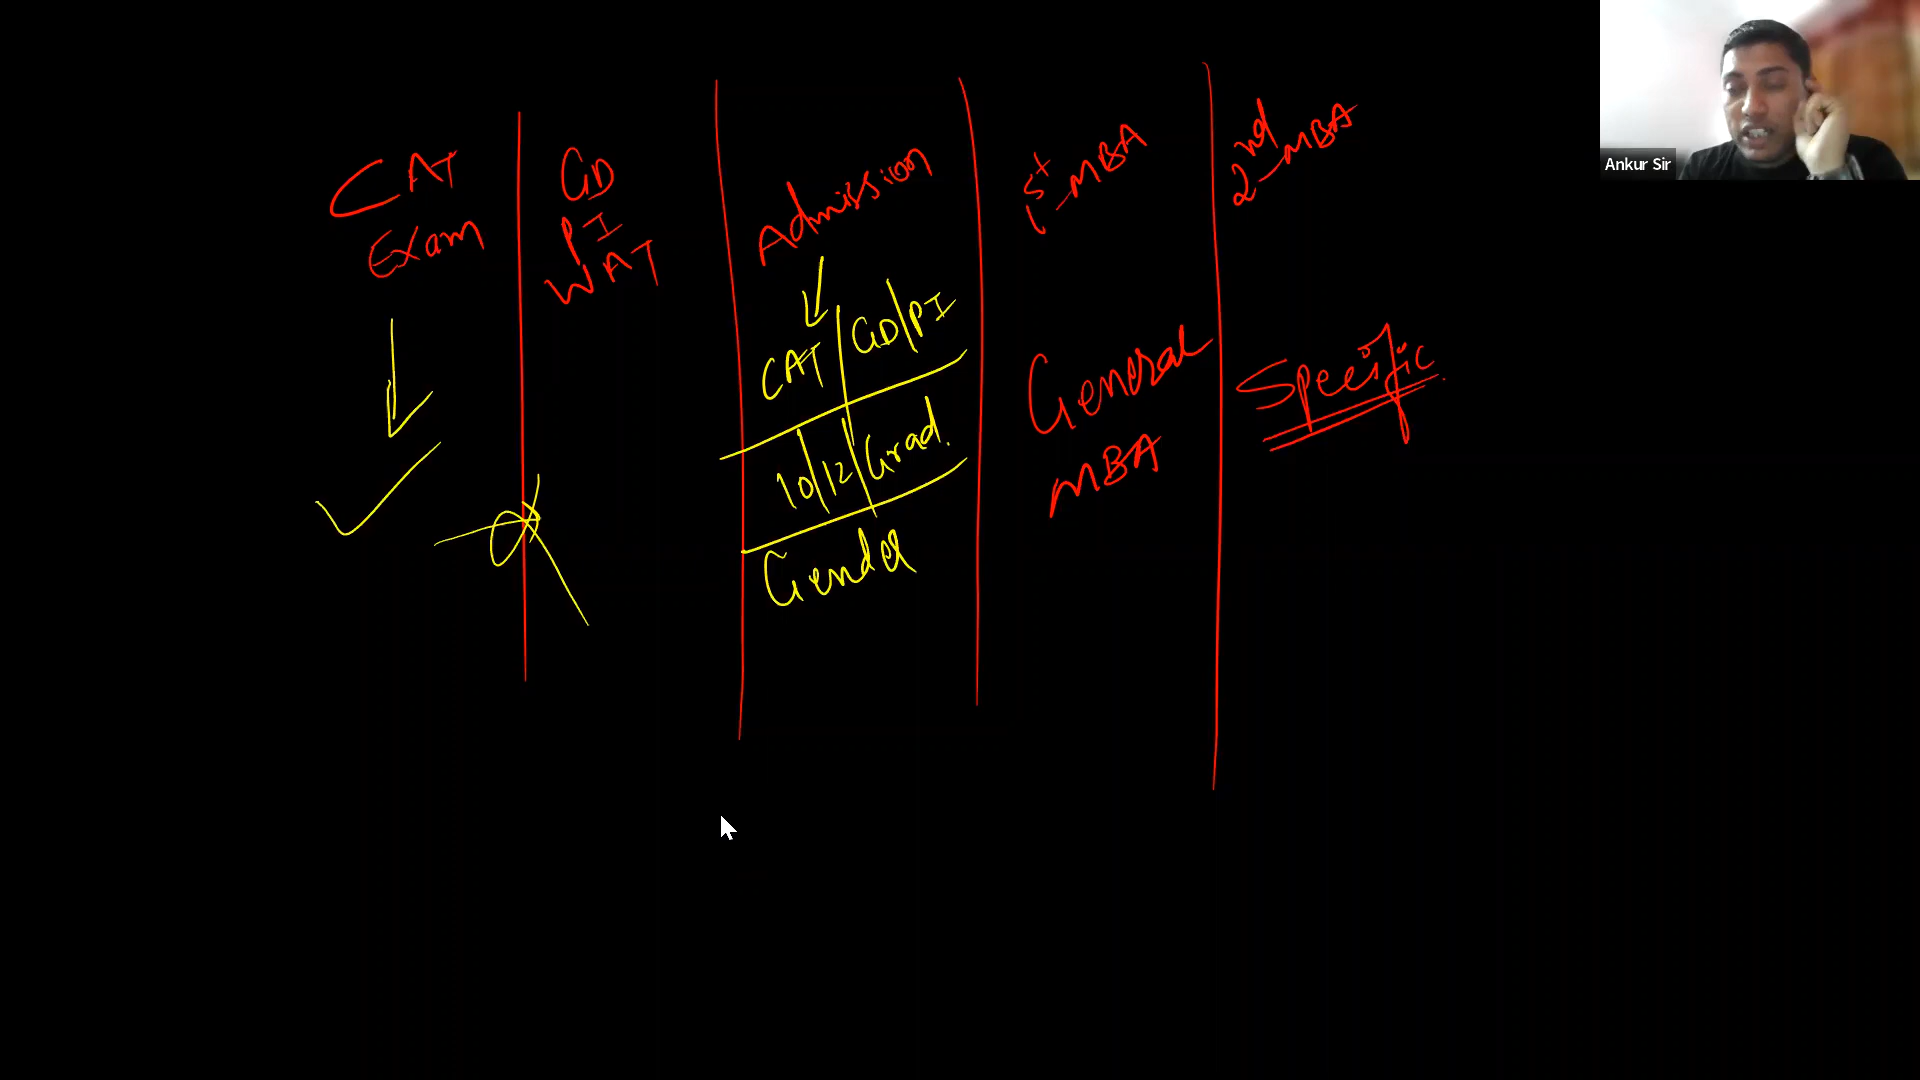 CAT
Exam
GD
PI
WAT
Admission
CAT GD/PI
10/12 Grad.
Gender
1st MBA
General
MBA
2nd MBA
Specific
Ankur Sir